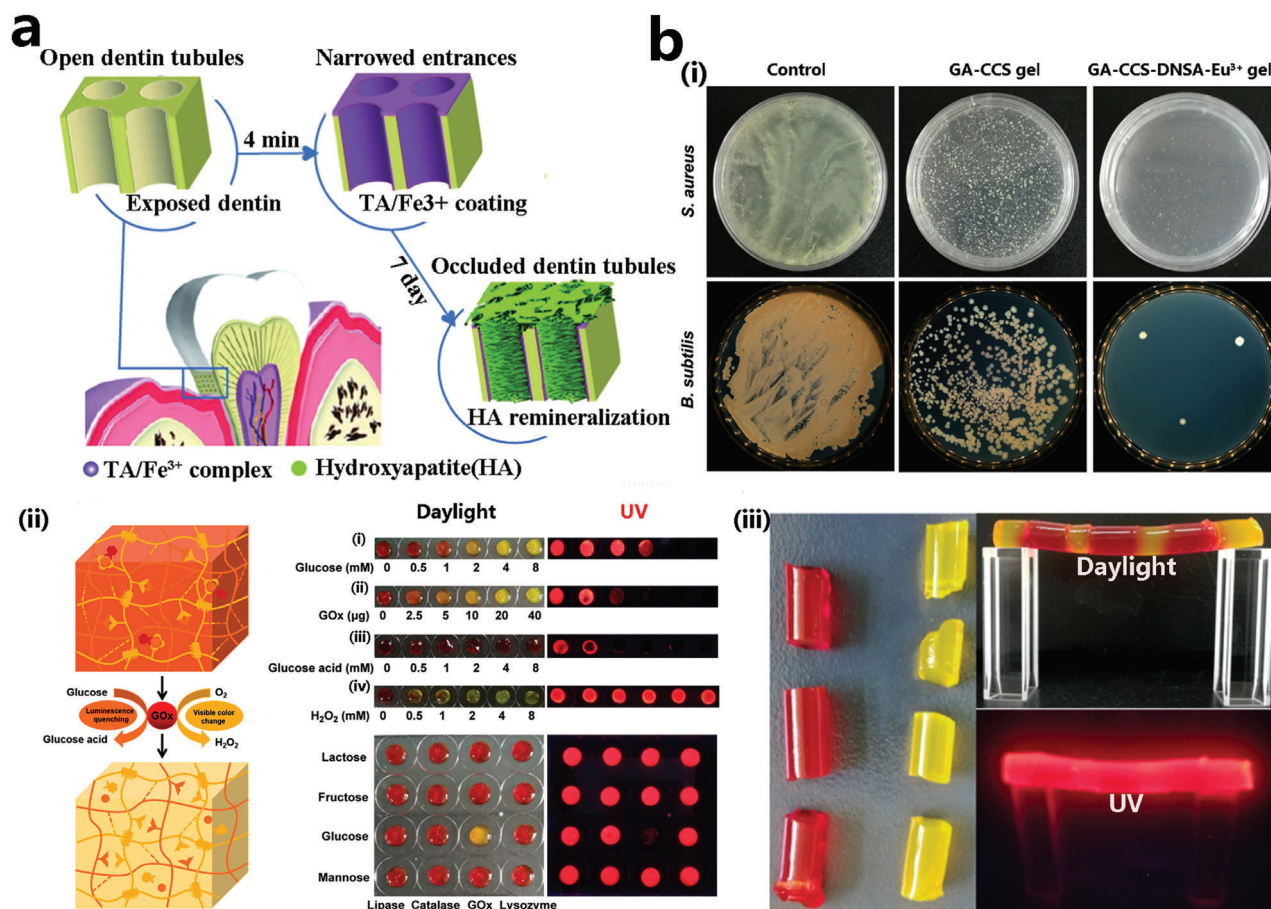 a
Open dentin tubules
Narrowed entrances
4 min
Exposed dentin
TA/Fe3+ coating
7 day
Occluded dentin tubules
HA remineralization
TA/Fe³⁺ complex
Hydroxyapatite(HA)
b
(i)
Control
GA-CCS gel
GA-CCS-DNSA-Eu³⁺ gel
S. aureus
B. subtilis
(ii)
Glucose
O₂
Luminescence
quenching
GOx
Visible color
change
Glucose acid
H₂O₂
Daylight
UV
(i)
Glucose (mM)
0 0.5 1 2 4 8
(ii)
GOx (μg)
0 2.5 5 10 20 40
(iii)
Glucose acid (mM)
0 0.5 1 2 4 8
(iv)
H₂O₂ (mM)
0 0.5 1 2 4 8
Lactose
Fructose
Glucose
Mannose
Lipase Catalase GOx Lysozyme
(iii)
Daylight
UV